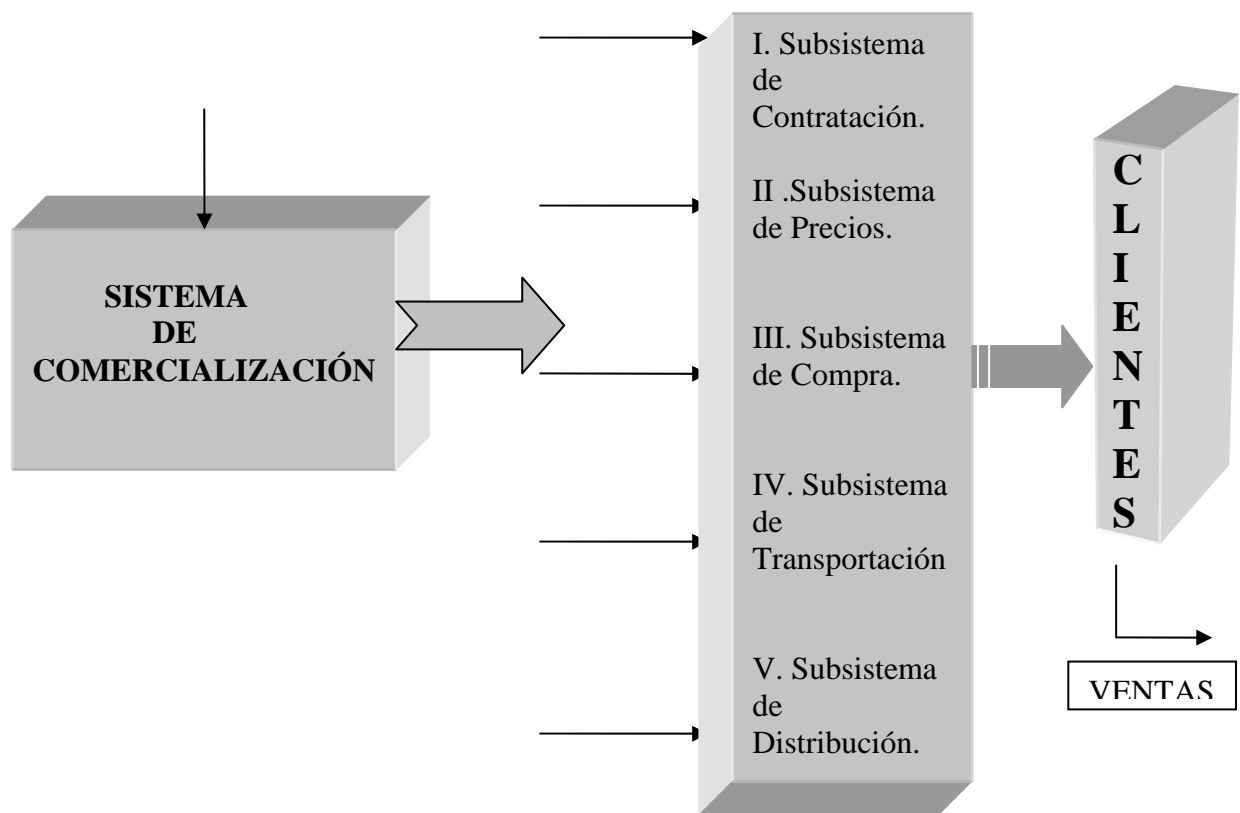 SISTEMA
DE
COMERCIALIZACIÓN
I. Subsistema
de
Contratación.
II .Subsistema
de Precios.
III. Subsistema
de Compra.
IV. Subsistema
de
Transportación
V. Subsistema
de
Distribución.
C
L
I
E
N
T
E
S
VENTAS